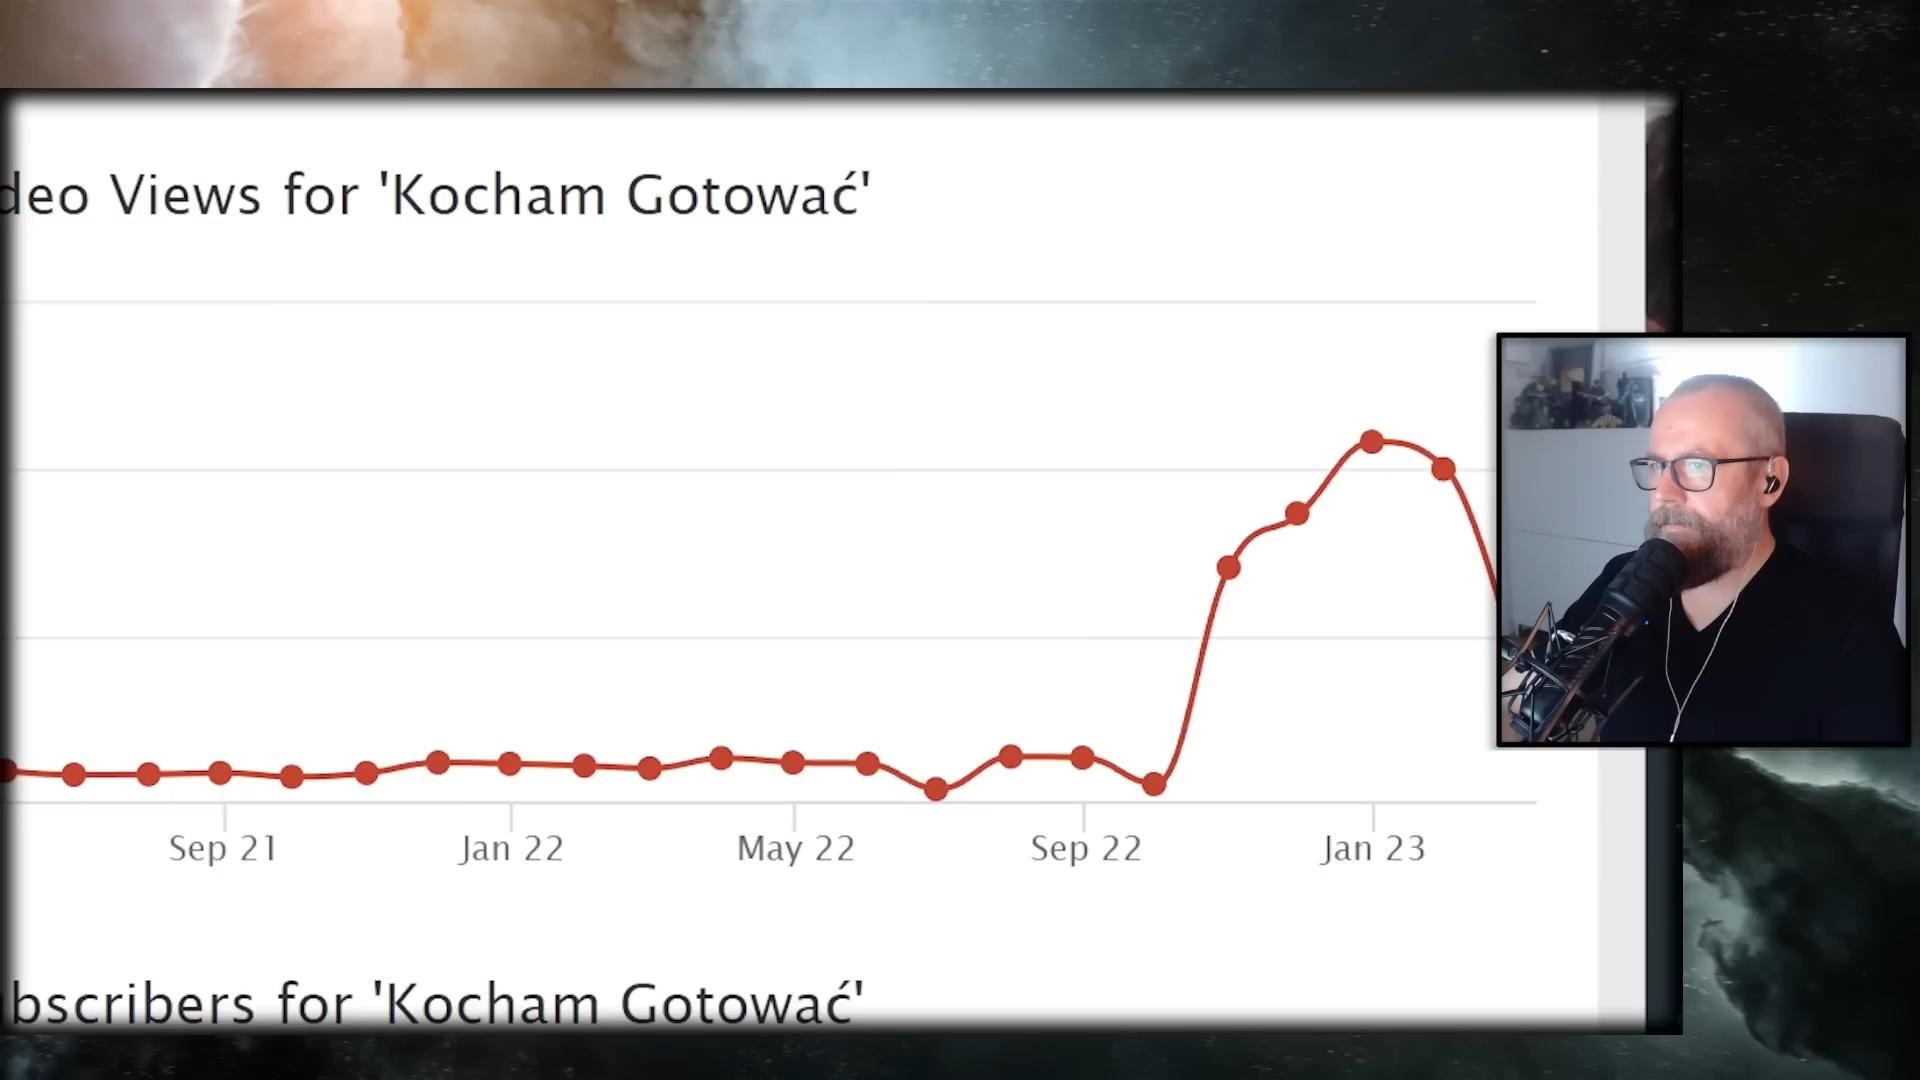 deo Views for 'Kocham Gotować'
Sep 21
Jan 22
May 22
Sep 22
Jan 23
bscribers for 'Kocham Gotować'